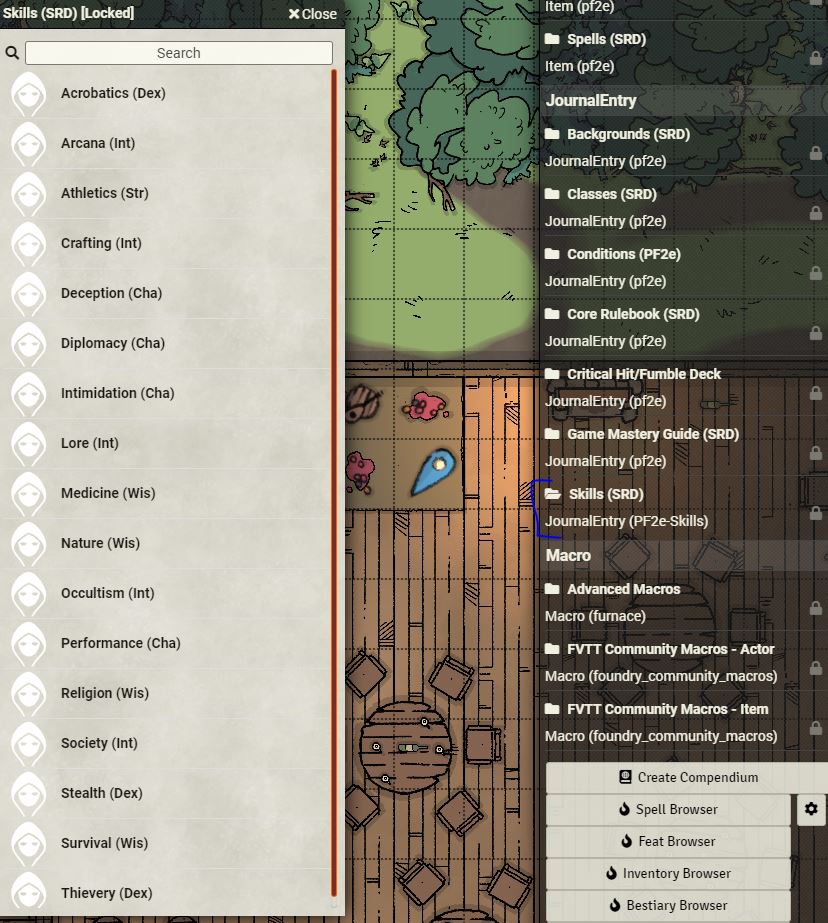 Skills (SRD) [Locked]
Close
Search
Acrobatics (Dex)
Arcana (Int)
Athletics (Str)
Crafting (Int)
Deception (Cha)
Diplomacy (Cha)
Intimidation (Cha)
Lore (Int)
Medicine (Wis)
Nature (Wis)
Occultism (Int)
Performance (Cha)
Religion (Wis)
Society (Int)
Stealth (Dex)
Survival (Wis)
Thievery (Dex)
Item (pf2e)
Spells (SRD)
Item (pf2e)
JournalEntry
Backgrounds (SRD)
JournalEntry (pf2e)
Classes (SRD)
JournalEntry (pf2e)
Conditions (PF2e)
JournalEntry (pf2e)
Core Rulebook (SRD)
JournalEntry (pf2e)
Critical Hit/Fumble Deck
JournalEntry (pf2e)
Game Mastery Guide (SRD)
JournalEntry (pf2e)
Skills (SRD)
JournalEntry (PF2e-Skills)
Macro
Advanced Macros
Macro (furnace)
FVTT Community Macros - Actor
Macro (foundry_community_macros)
FVTT Community Macros - Item
Macro (foundry_community_macros)
Create Compendium
Spell Browser
Feat Browser
Inventory Browser
Bestiary Browser